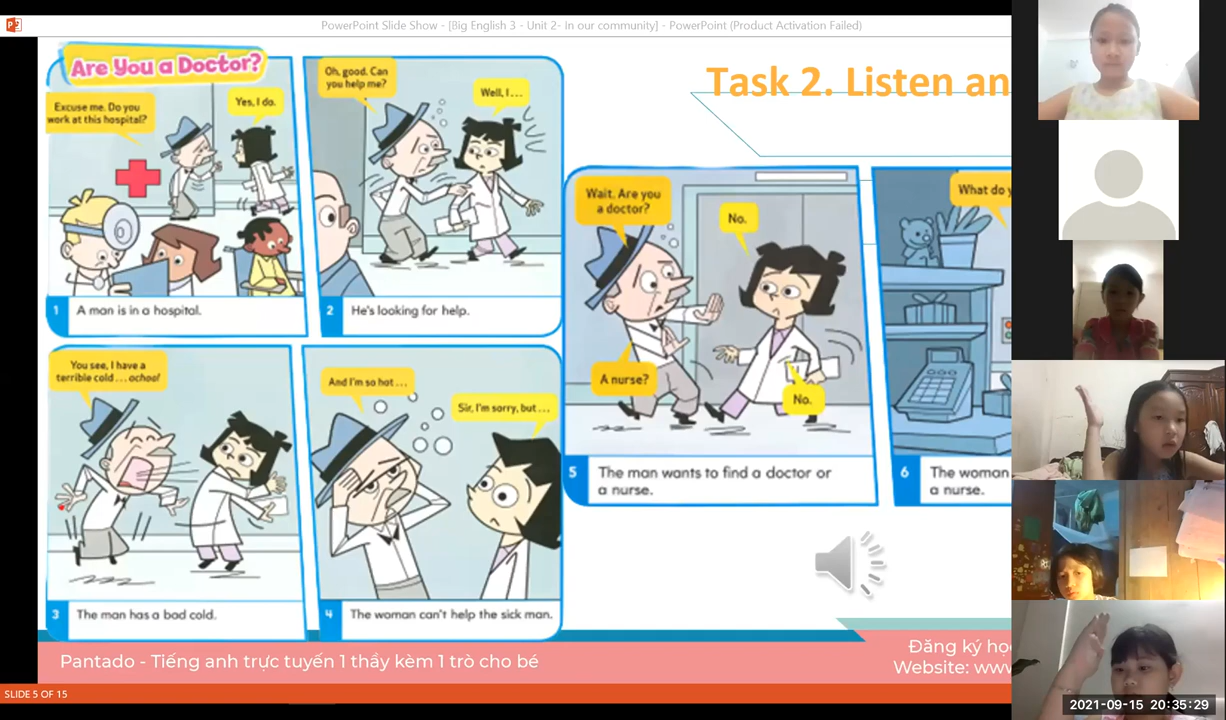 PowerPoint Slide Show - [Big English 3 - Unit 2- in our community] - PowerPoint (Product Activation Failed)
Task 2. Listen an
Are You a Doctor?
Excuse me. Do you
work at this hospital?
Yes, I do.
1 A man is in a hospital.
Oh, good. Can
you help me?
Well, I...
2 He's looking for help.
You see, I have a
terrible cold...ochoo!
3 The man has a bad cold.
And I'm so hot...
Sir, I'm sorry, but...
4 The woman can't help the sick man.
Wait. Are you
a doctor?
No.
A nurse?
No.
5 The man wants to find a doctor or
a nurse.
What do
6 The woman
a nurse.
Pantado - Tiếng anh trực tuyến 1 thầy kèm 1 trò cho bé
Đăng ký họ
Website: www
SLIDE 5 OF 15
2021-09-15 20:35:29